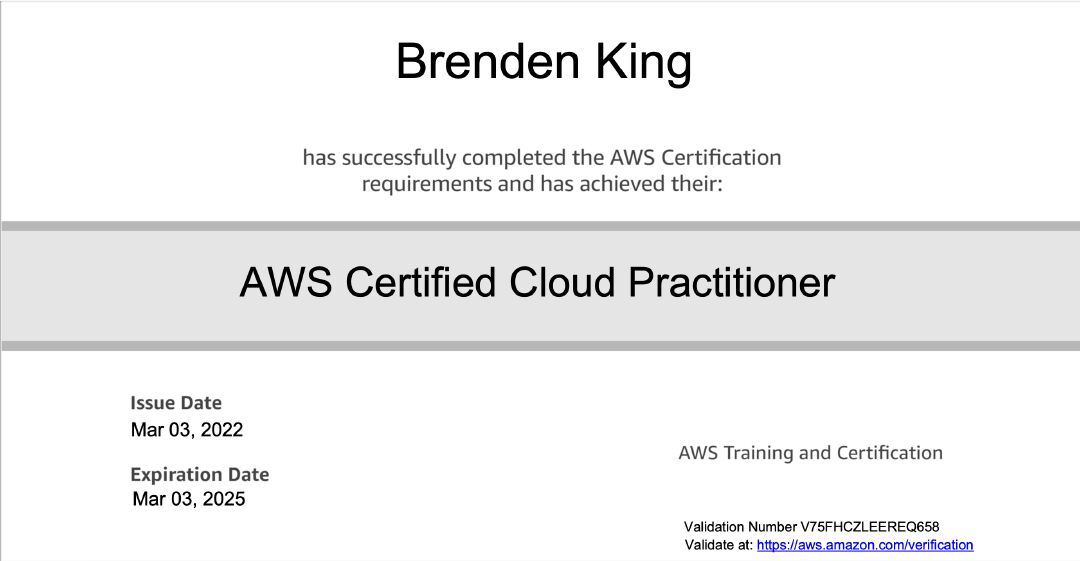 Brenden King
has successfully completed the AWS Certification
requirements and has achieved their:
AWS Certified Cloud Practitioner
Issue Date
Mar 03, 2022
Expiration Date
Mar 03, 2025
AWS Training and Certification
Validation Number V75FHCZLEEREQ658
Validate at: https://aws.amazon.com/verification